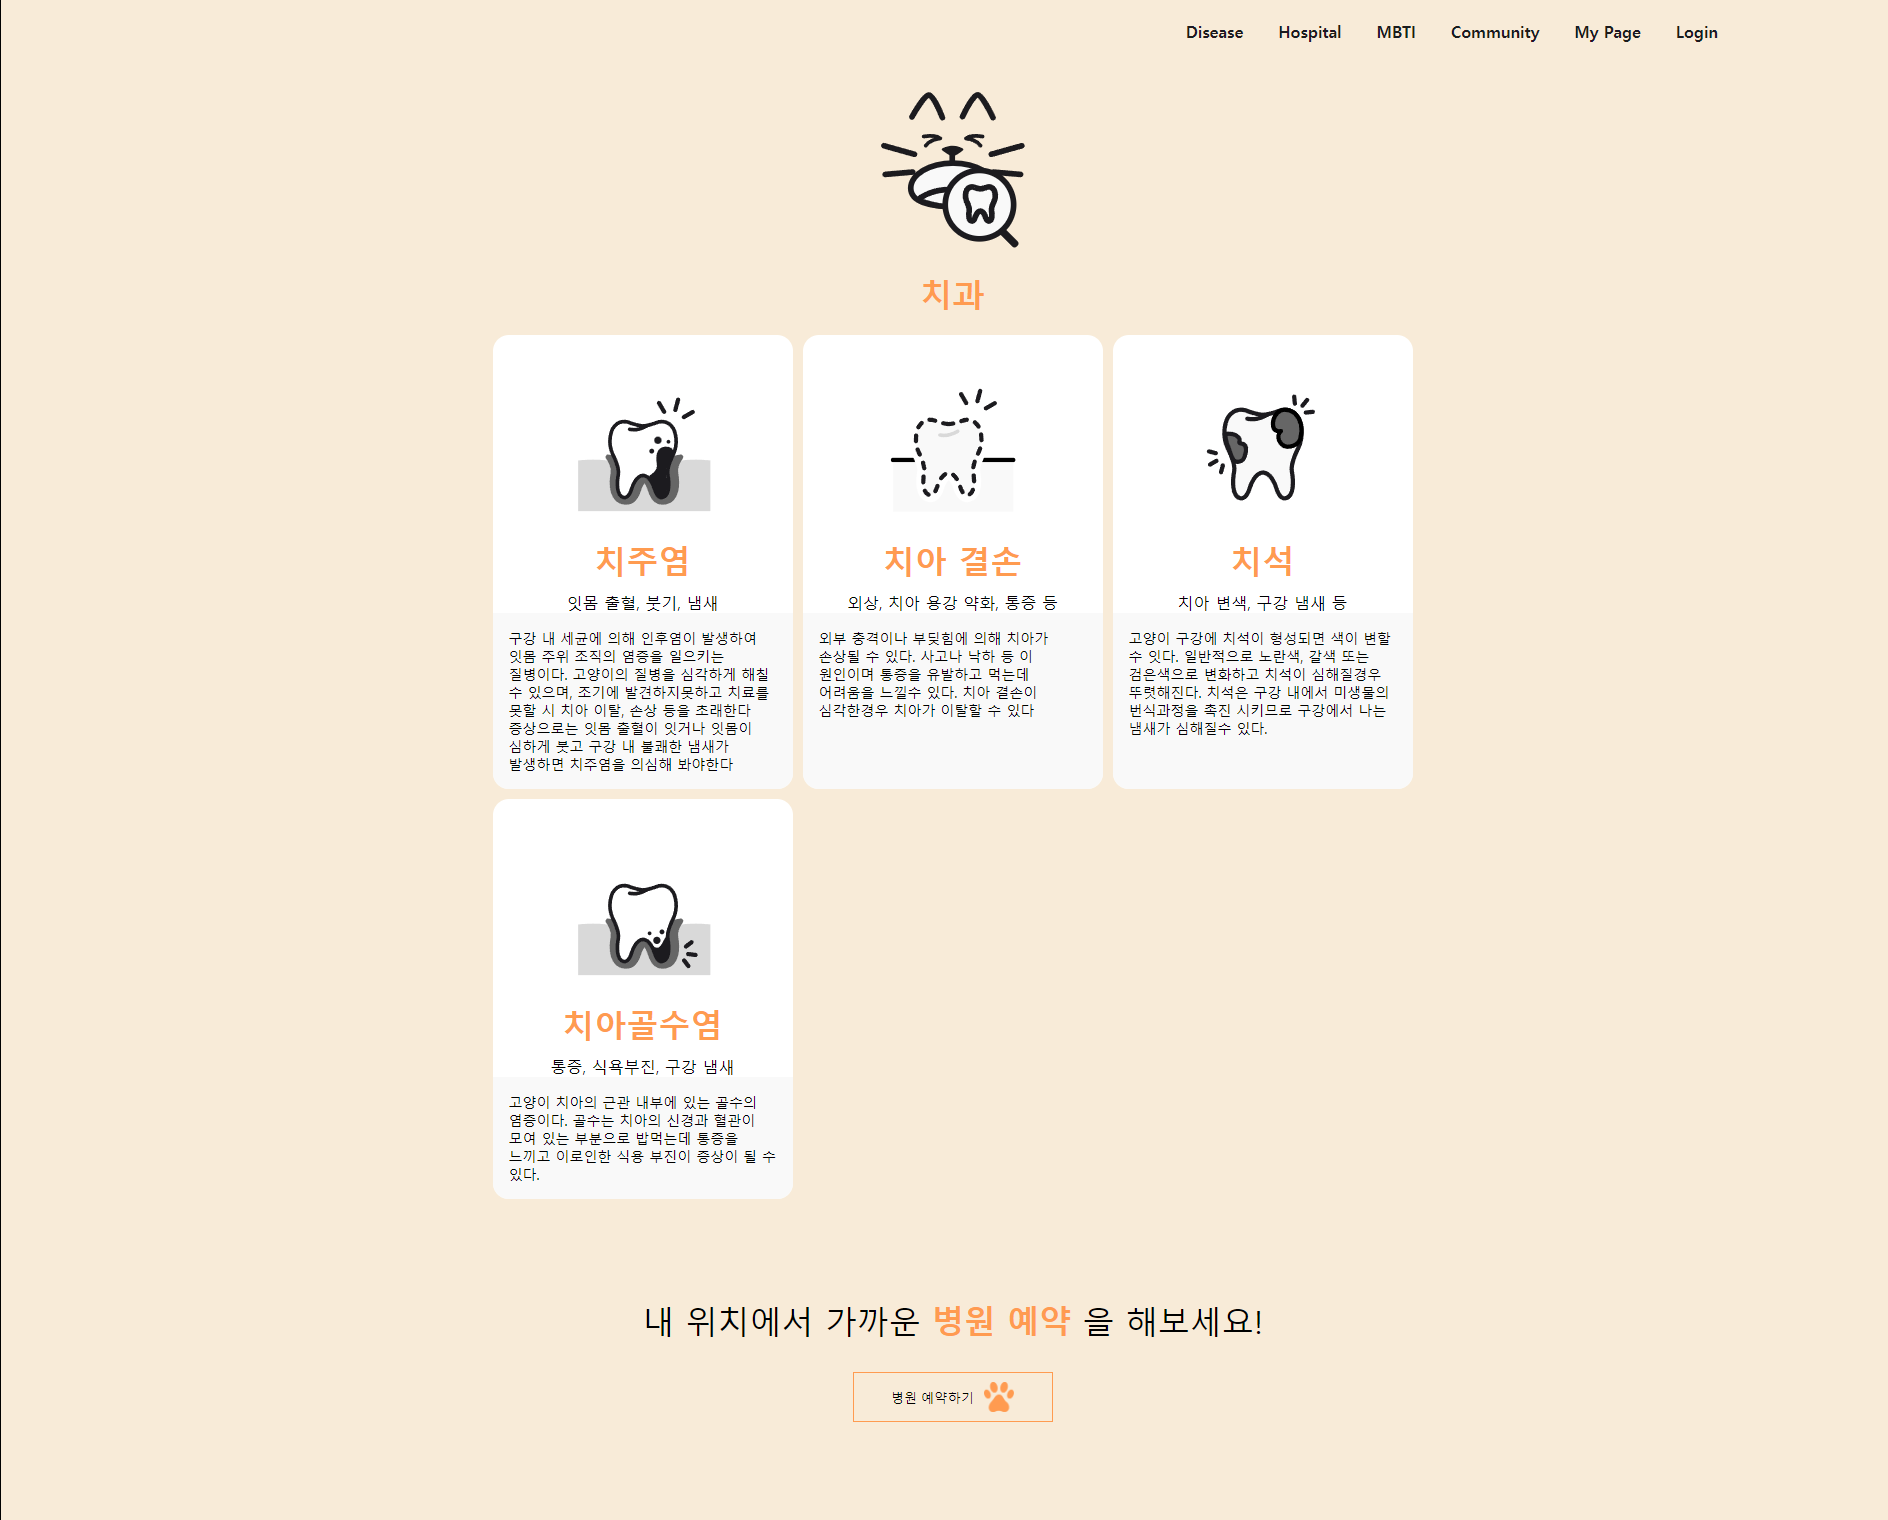 Disease Hospital MBTI Community My Page Login
치과
치주염
잇몸 출혈, 붓기, 냄새
구강 내 세균에 의해 인후염이 발생하여
잇몸 주위 조직의 염증을 일으키는
질병이다. 고양이의 질병을 심각하게 해칠
수 있으며, 조기에 발견하지못하고 치료를
못할 시 치아 이탈, 손상 등을 초래한다
증상으로는 잇몸 출혈이 잇거나 잇몸이
심하게 붓고 구강 내 불쾌한 냄새가
발생하면 치주염을 의심해 봐야한다
치아 결손
외상, 치아 용강 약화, 통증 등
외부 충격이나 부딪힘에 의해 치아가
손상될 수 있다. 사고나 낙하 등 이
원인이며 통증을 유발하고 먹는데
어려움을 느낄수 있다. 치아 결손이
심각한경우 치아가 이탈할 수 있다
치석
치아 변색, 구강 냄새 등
고양이 구강에 치석이 형성되면 색이 변할
수 잇다. 일반적으로 노란색, 갈색 또는
검은색으로 변화하고 치석이 심해질경우
뚜렷해진다. 치석은 구강 내에서 미생물의
번식과정을 촉진 시키므로 구강에서 나는
냄새가 심해질수 있다.
치아골수염
통증, 식욕부진, 구강 냄새
고양이 치아의 근관 내부에 있는 골수의
염증이다. 골수는 치아의 신경과 혈관이
모여 있는 부분으로 밥먹는데 통증을
느끼고 이로인한 식용 부진이 증상이 될 수
있다.
내 위치에서 가까운 병원 예약 을 해보세요!
병원 예약하기